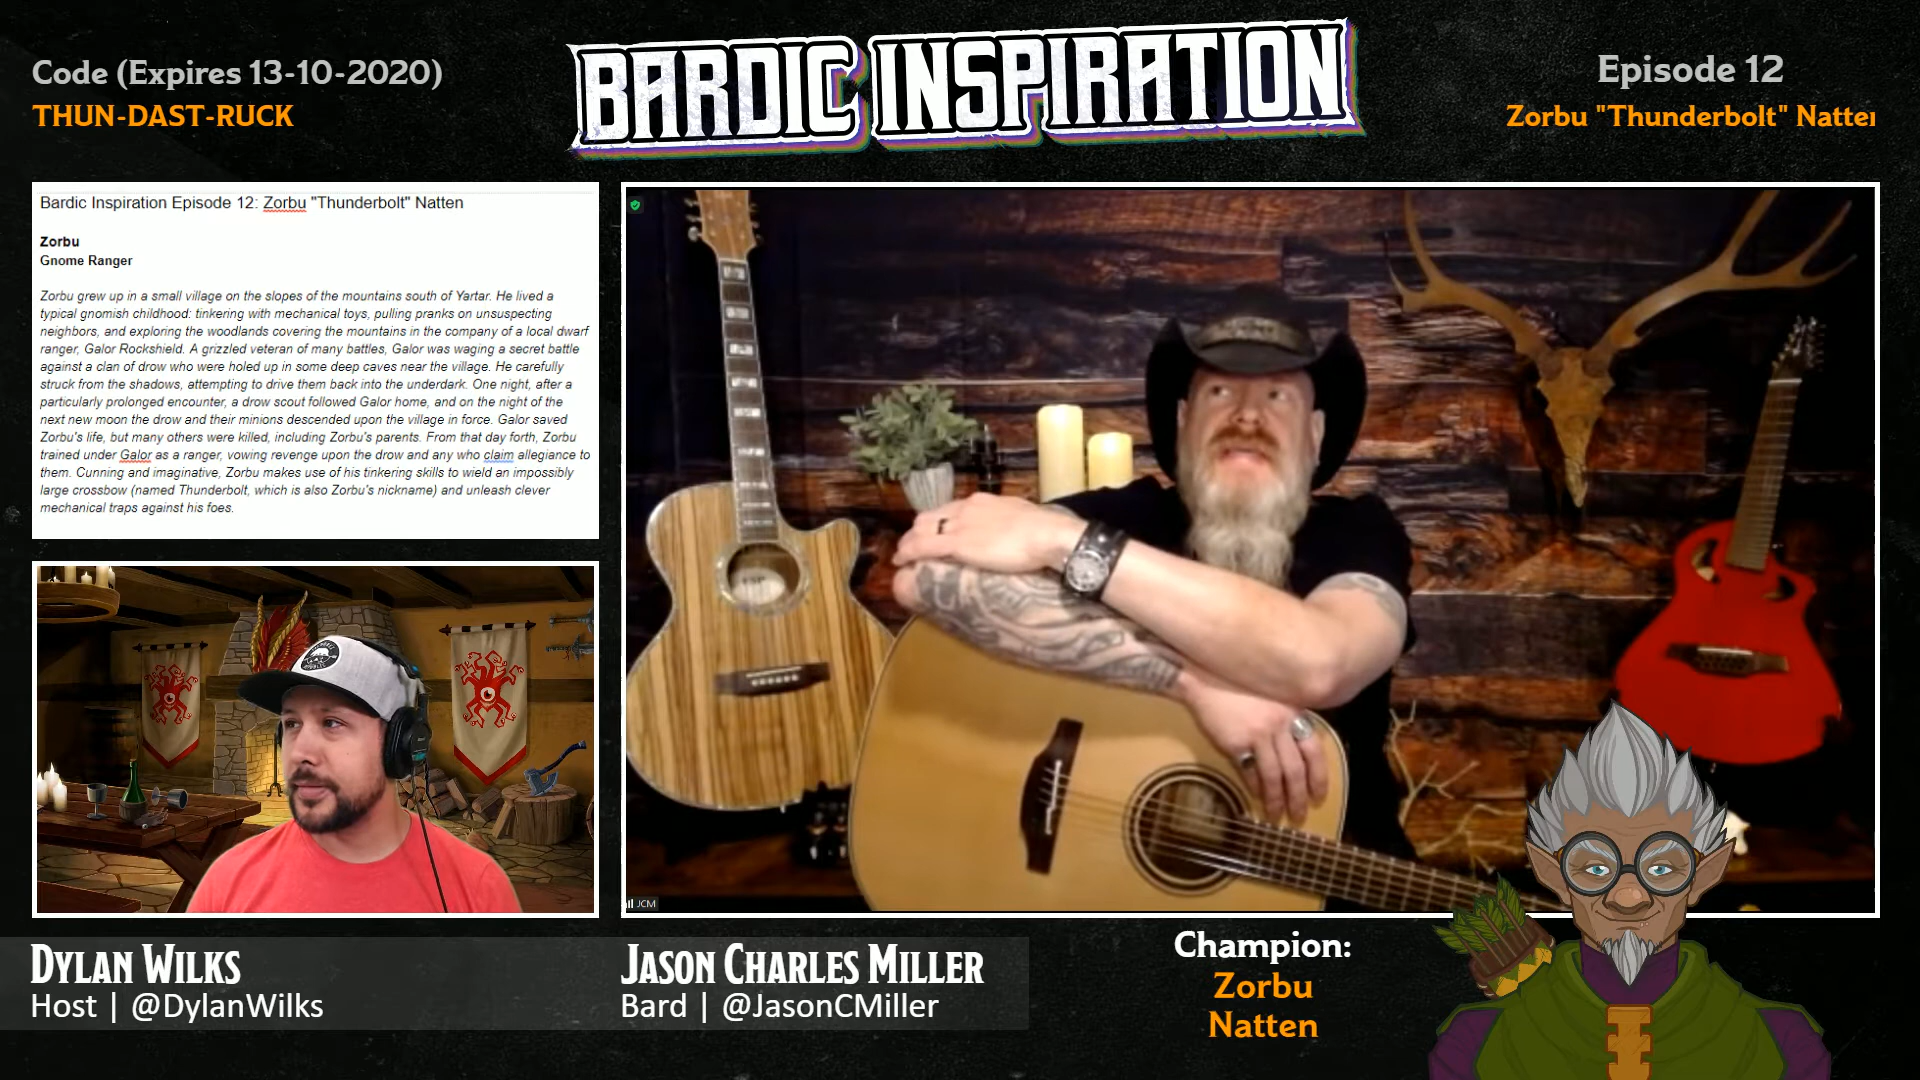 Code (Expires 13-10-2020)
THUN-DAST-RUCK
BARDIC INSPIRATION
Episode 12
Zorbu "Thunderbolt" Natten
Bardic Inspiration Episode 12: Zorbu "Thunderbolt" Natten
Zorbu
Gnome Ranger
Zorbu grew up in a small village on the slopes of the mountains south of Yartar. He lived a
typical gnomish childhood: tinkering with mechanical toys, pulling pranks on unsuspecting
neighbors, and exploring the woodlands covering the mountains in the company of a local dwarf
ranger, Galor Rockshield. A grizzled veteran of many battles, Galor was waging a secret battle
against a clan of drow who were holed up in some deep caves near the village. He carefully
struck from the shadows, attempting to drive them back into the underdark. One night, after a
particularly prolonged encounter, a drow scout followed Galor home, and on the night of the
next new moon the drow and their minions descended upon the village in force. Galor saved
Zorbu's life, but many others were killed, including Zorbu's parents. From that day forth, Zorbu
trained under Galor as a ranger, vowing revenge upon the drow and any who claim allegiance to
them. Cunning and imaginative, Zorbu makes use of his tinkering skills to wield an impossibly
large crossbow (named Thunderbolt, which is also Zorbu's nickname) and unleash clever
mechanical traps against his foes.
JCM
DYLAN WILKS
Host | @DylanWilks
JASON CHARLES MILLER
Bard | @JasonCMiller
Champion:
Zorbu
Natten